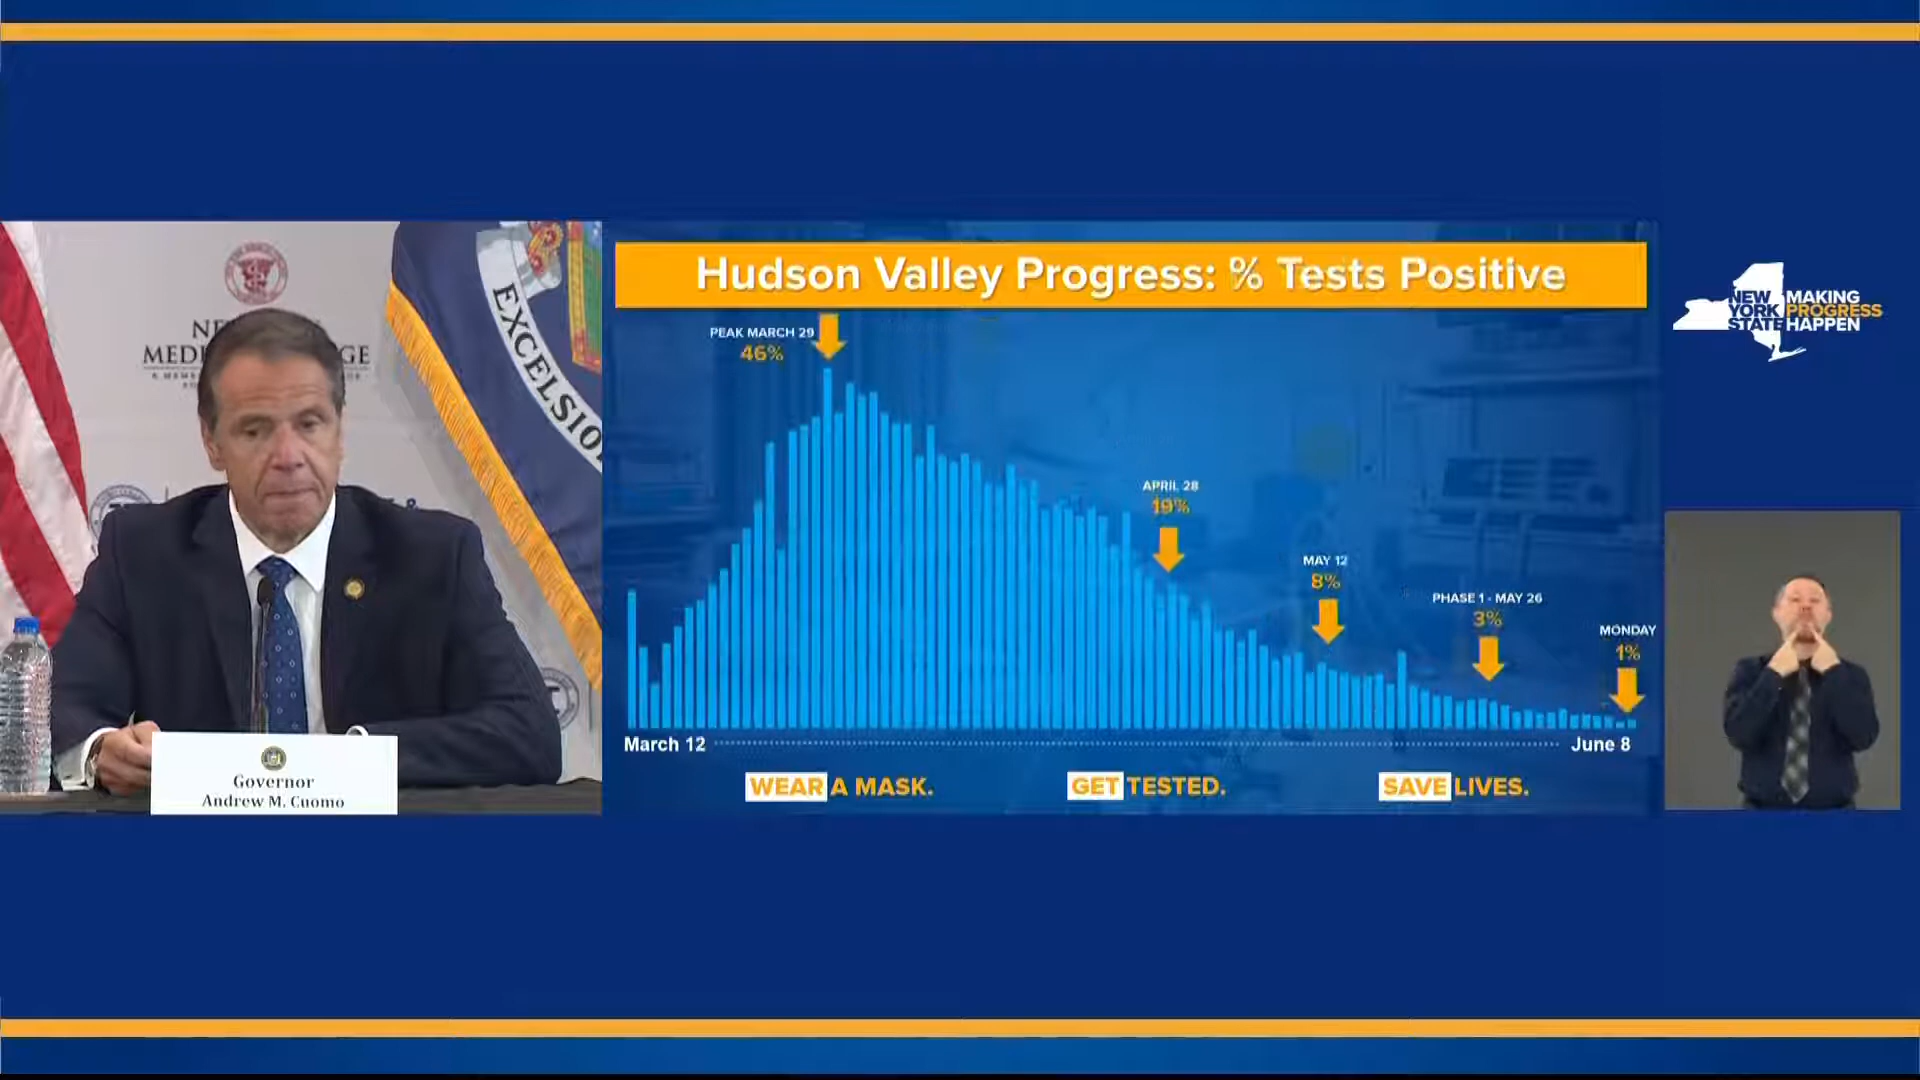 EXCELSIO
Governor
Andrew M. Cuomo
Hudson Valley Progress: % Tests Positive
PEAK MARCH 29
46%
APRIL 28
19%
MAY 12
8%
PHASE 1 - MAY 26
3%
MONDAY
1%
March 12
June 8
WEAR A MASK.
GET TESTED.
SAVE LIVES.
NEW
YORK
STATE
MAKING
PROGRESS
HAPPEN